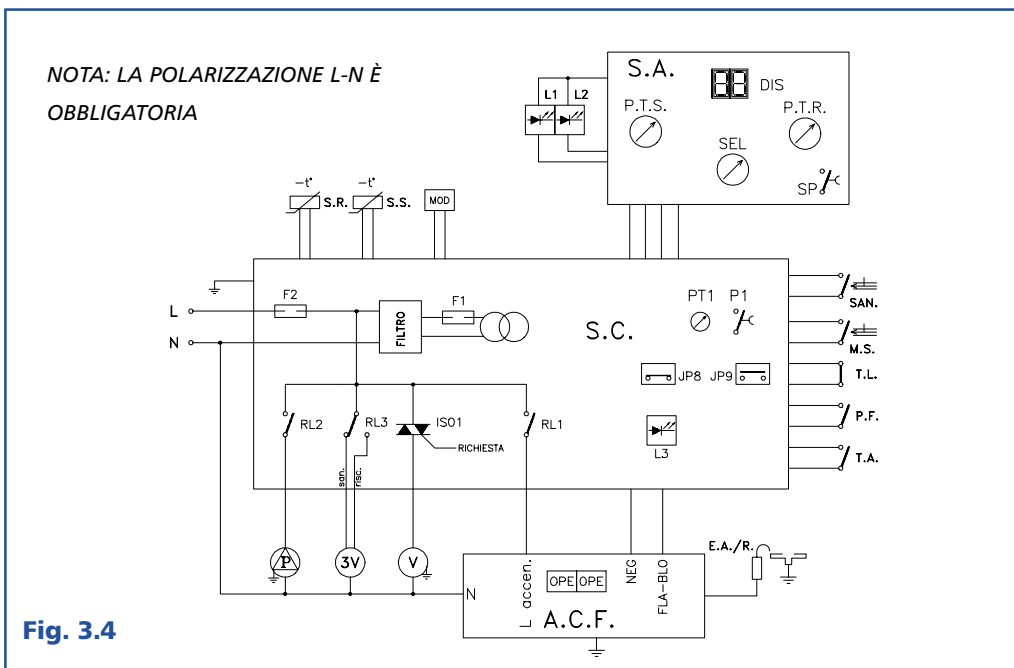 NOTA: LA POLARIZZAZIONE L-N È
OBBLIGATORIA
S.A.
DIS
L1 L2
P.T.S.
P.T.R.
SEL
SP
-t°
S.R.
-t°
S.S.
MOD
F2
F1
L
N
FILTRO
PT1
P1
S.C.
SAN.
M.S.
JP8
JP9
T.L.
P.F.
T.A.
RL2
RL3
ISO1
RICHIESTA
RL1
L3
san.
risc.
P
3V
V
N
L accen.
OPE OPE
NEG
FLA-BLO
A.C.F.
E.A./R.
Fig. 3.4